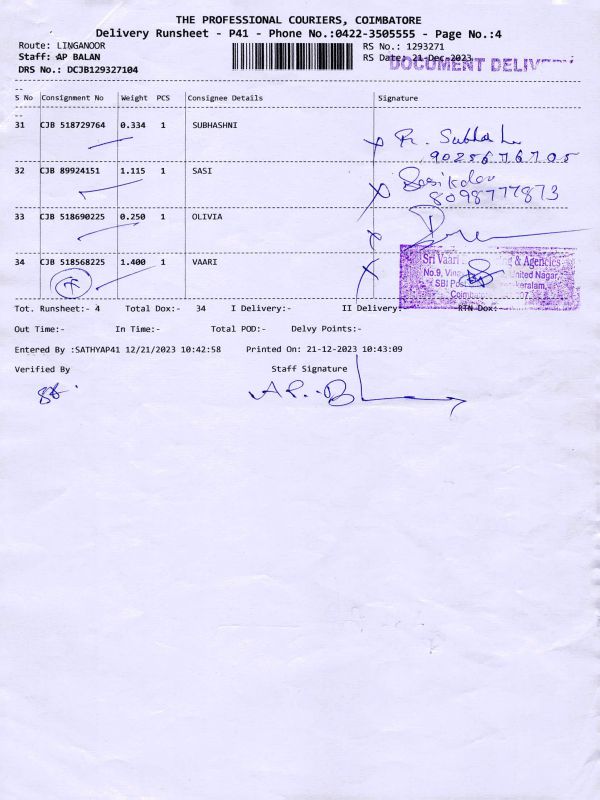 THE PROFESSIONAL COURIERS, COIMBATORE
Delivery Runsheet - P41 - Phone No.:0422-3505555 - Page No.:4
Route: LINGANOOR RS No.: 1293271
Staff: AP BALAN RS Date: 21-Dec-2023
DOCUMENT
DRS No.: DCJB129327104
S No Consignment No Weight PCS Consignee Details Signature
31 CJB 518729764 0.334 1 SUBHASHNI
32 CJB 89924151 1.115 1 SASI
8098777873
33 CJB 518690225 0.250 1 OLIVIA
34 CJB 518568225 1.400 1 VAARI
Sri Vaari & Agencies
No.9, United Nagar,
SBI
Tot. Runsheet:- 4 Total Dox:- 34 I Delivery:- II Delivery:- RTN Dox:-
Out Time:- In Time:- Total POD:- Delvy Points:-
Entered By :SATHYAP41 12/21/2023 10:42:58 Printed On: 21-12-2023 10:43:09
Verified By Staff Signature